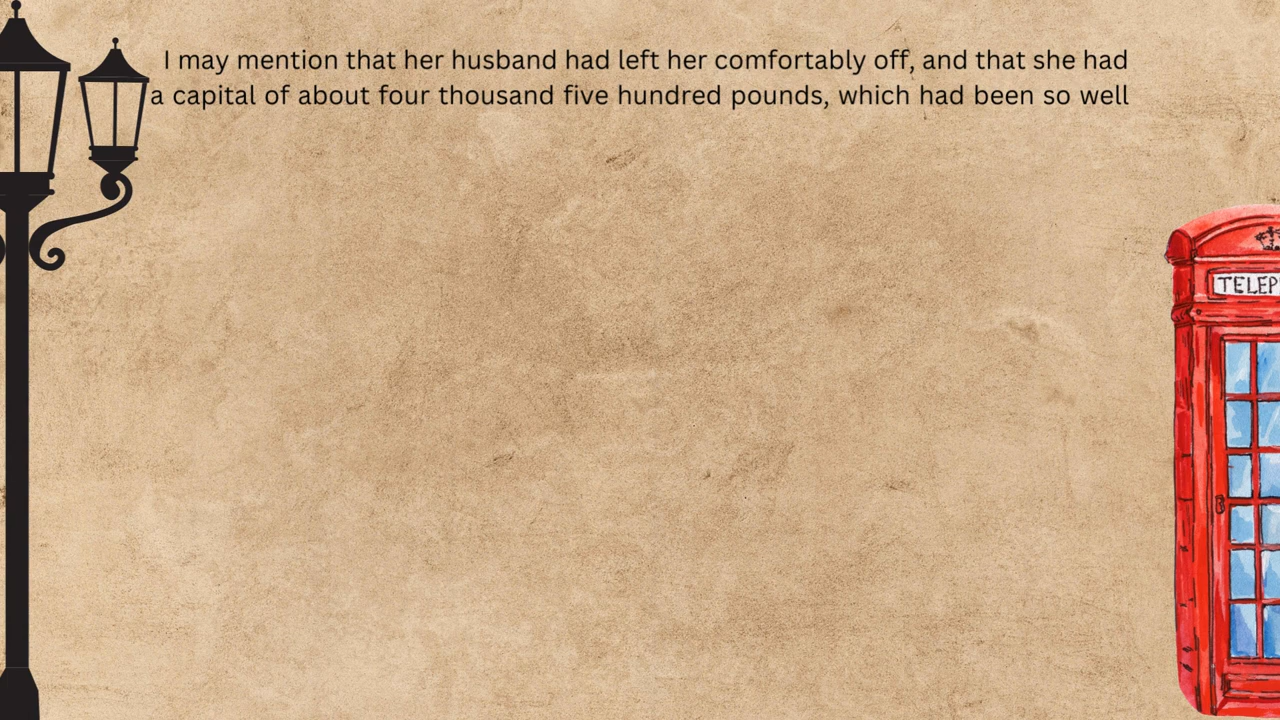 I may mention that her husband had left her comfortably off, and that she had
a capital of about four thousand five hundred pounds, which had been so well
TELEP